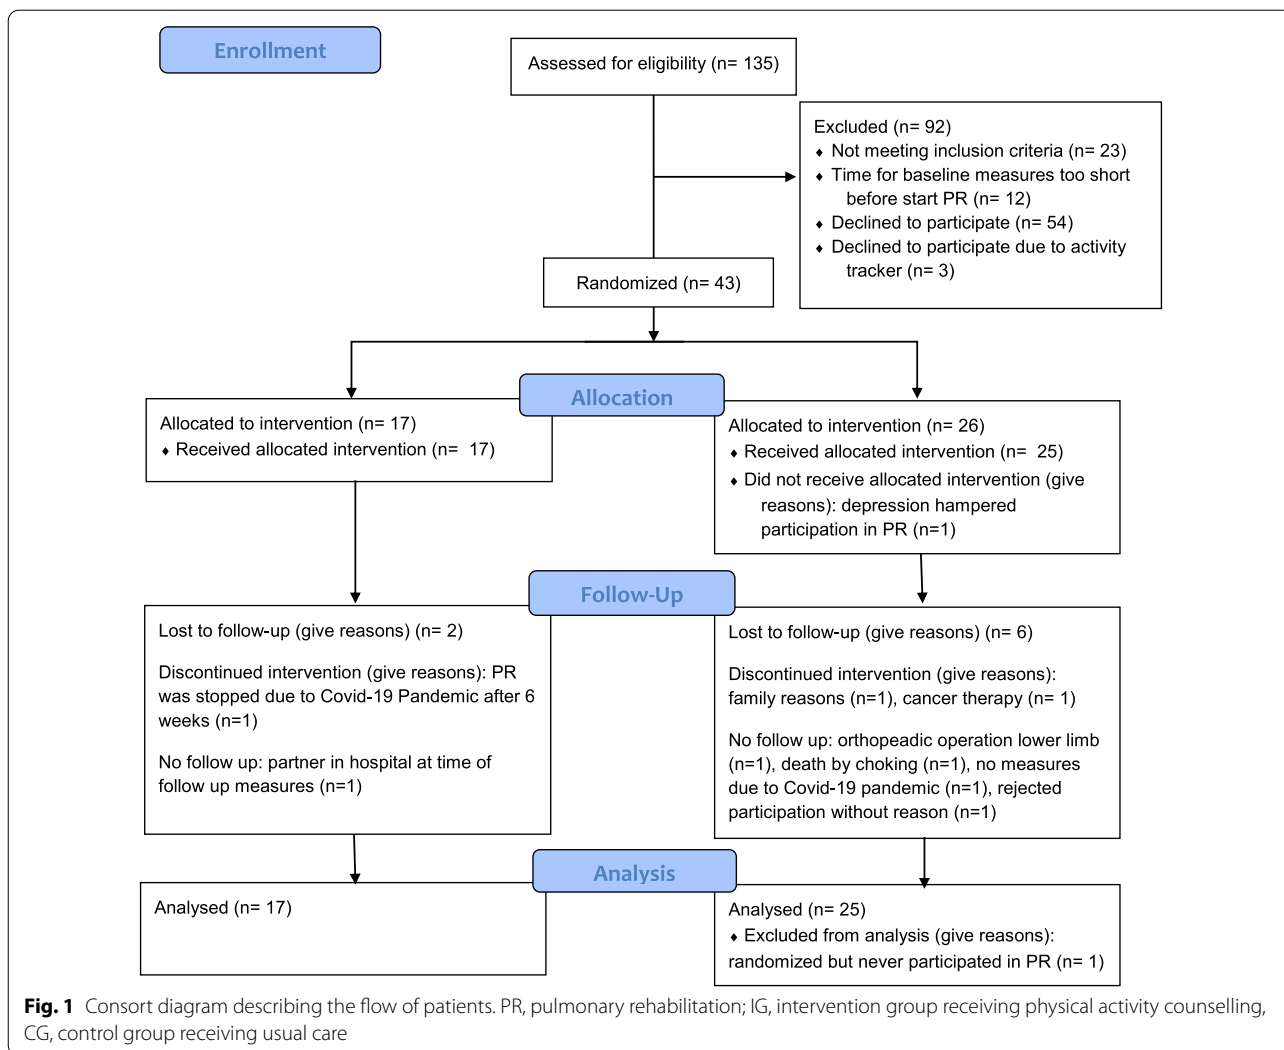 Enrollment
Assessed for eligibility (n= 135)
Excluded (n= 92)
♦ Not meeting inclusion criteria (n= 23)
♦ Time for baseline measures too short
before start PR (n= 12)
♦ Declined to participate (n= 54)
♦ Declined to participate due to activity
tracker (n= 3)
Randomized (n= 43)
Allocation
Allocated to intervention (n= 17)
♦ Received allocated intervention (n=  17)
Allocated to intervention (n= 26)
♦ Received allocated intervention (n=  25)
♦ Did not receive allocated intervention (give
reasons): depression hampered
participation in PR (n=1)
Follow-Up
Lost to follow-up (give reasons) (n= 2)
Discontinued intervention (give reasons): PR
was stopped due to Covid-19 Pandemic after 6
weeks (n=1)
No follow up: partner in hospital at time of
follow up measures (n=1)
Lost to follow-up (give reasons) (n= 6)
Discontinued intervention (give reasons):
family reasons (n=1), cancer therapy (n= 1)
No follow up: orthopeadic operation lower limb
(n=1), death by choking (n=1), no measures
due to Covid-19 pandemic (n=1), rejected
participation without reason (n=1)
Analysis
Analysed (n= 17)
Analysed (n= 25)
♦ Excluded from analysis (give reasons):
randomized but never participated in PR (n= 1)
Fig. 1 Consort diagram describing the flow of patients. PR, pulmonary rehabilitation; IG, intervention group receiving physical activity counselling,
CG, control group receiving usual care